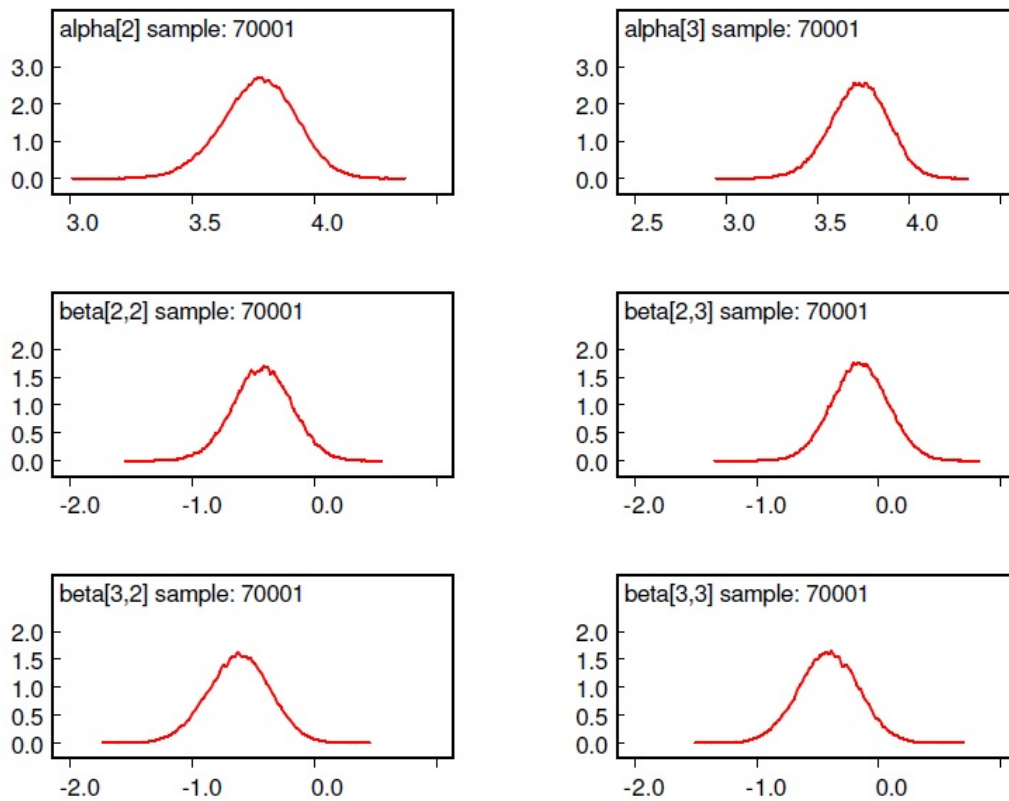 alpha[2] sample: 70001
3.0
2.0
1.0
0.0
3.0 3.5 4.0
alpha[3] sample: 70001
3.0
2.0
1.0
0.0
2.5 3.0 3.5 4.0
beta[2,2] sample: 70001
2.0
1.5
1.0
0.5
0.0
-2.0 -1.0 0.0
beta[2,3] sample: 70001
2.0
1.5
1.0
0.5
0.0
-2.0 -1.0 0.0
beta[3,2] sample: 70001
2.0
1.5
1.0
0.5
0.0
-2.0 -1.0 0.0
beta[3,3] sample: 70001
2.0
1.5
1.0
0.5
0.0
-2.0 -1.0 0.0